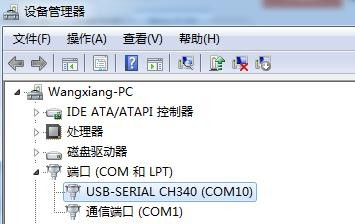 设备管理器
文件(F) 操作(A) 查看(V) 帮助(H)
Wangxiang-PC
IDE ATA/ATAPI 控制器
处理器
磁盘驱动器
端口 (COM 和 LPT)
USB-SERIAL CH340 (COM10)
通信端口 (COM1)